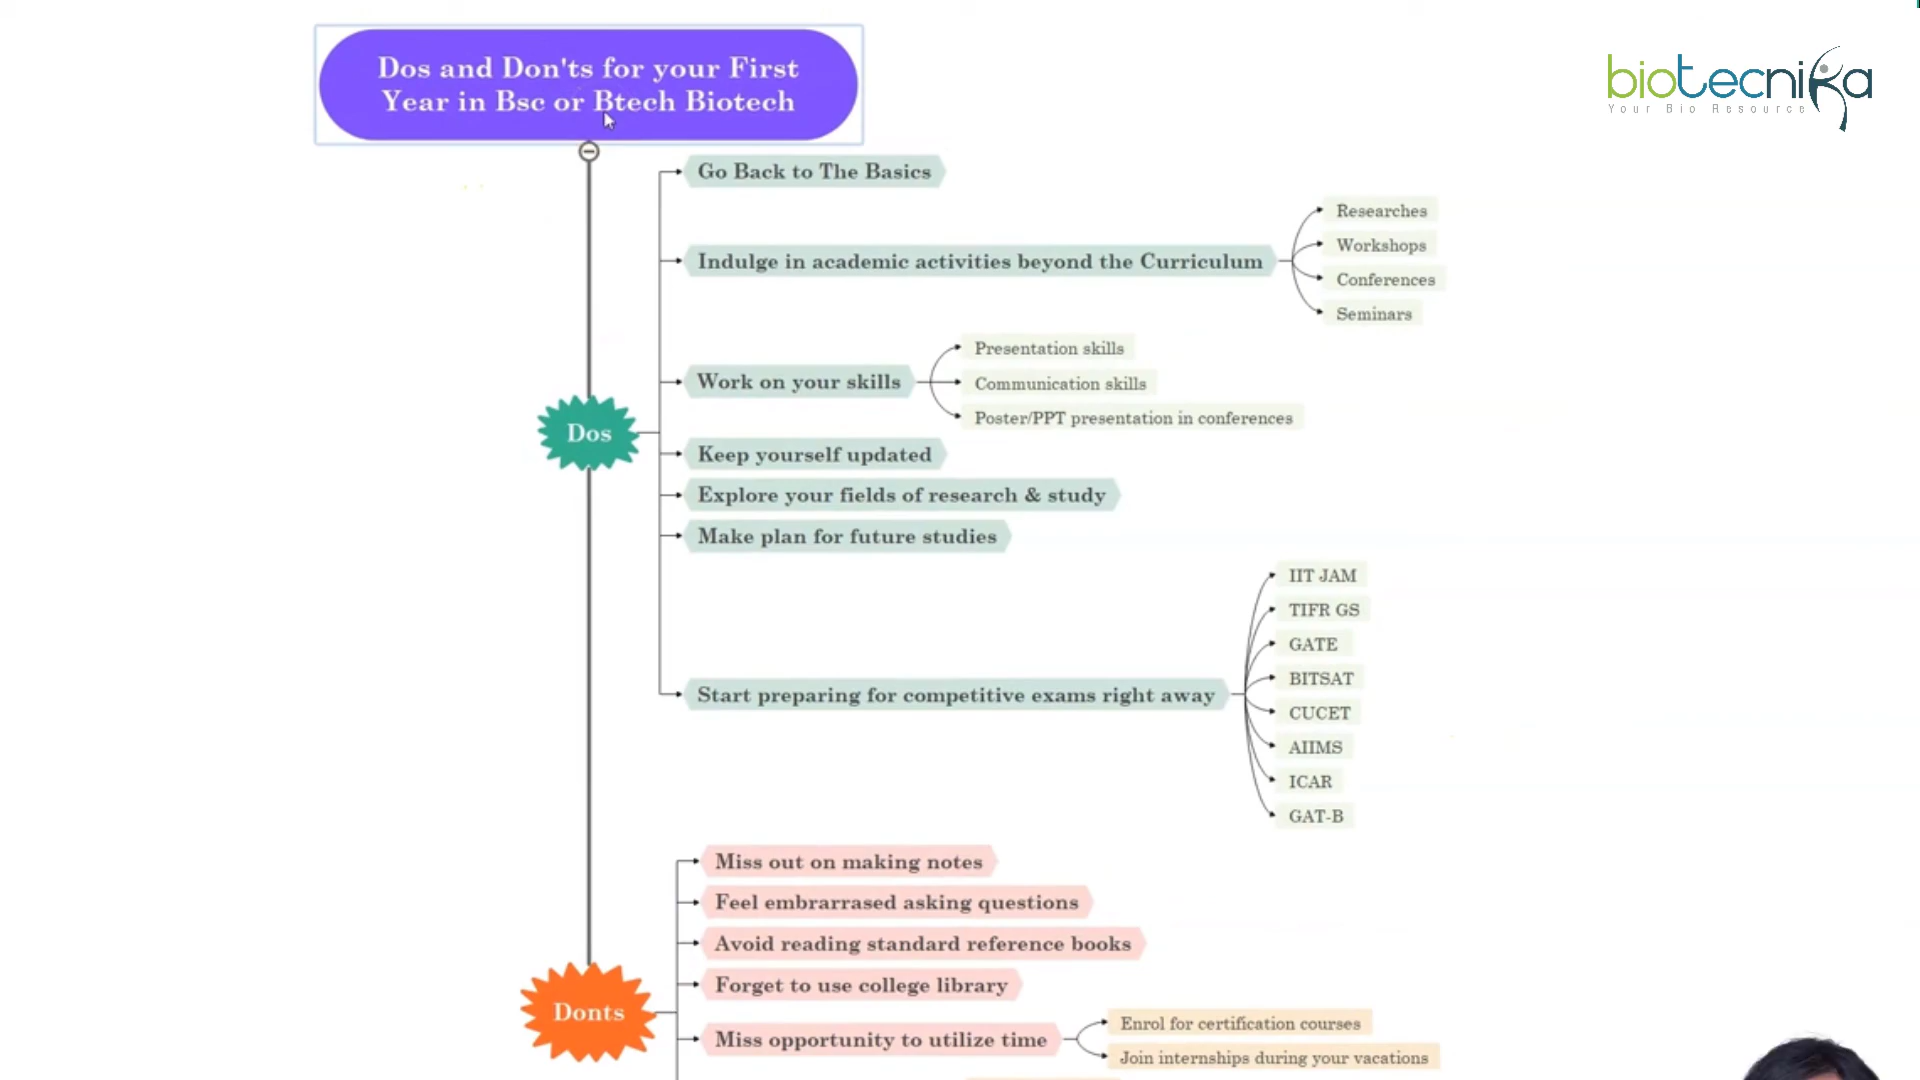 Dos and Don'ts for your First
Year in Bsc or Btech Biotech
biotecnika
Your Bio Resource
Go Back to The Basics
Indulge in academic activities beyond the Curriculum
Researches
Workshops
Conferences
Seminars
Work on your skills
Presentation skills
Communication skills
Poster/PPT presentation in conferences
Dos
Keep yourself updated
Explore your fields of research & study
Make plan for future studies
Start preparing for competitive exams right away
IIT JAM
TIFR GS
GATE
BITSAT
CUCET
AIIMS
ICAR
GAT-B
Miss out on making notes
Feel embrarrased asking questions
Avoid reading standard reference books
Forget to use college library
Donts
Miss opportunity to utilize time
Enrol for certification courses
Join internships during your vacations